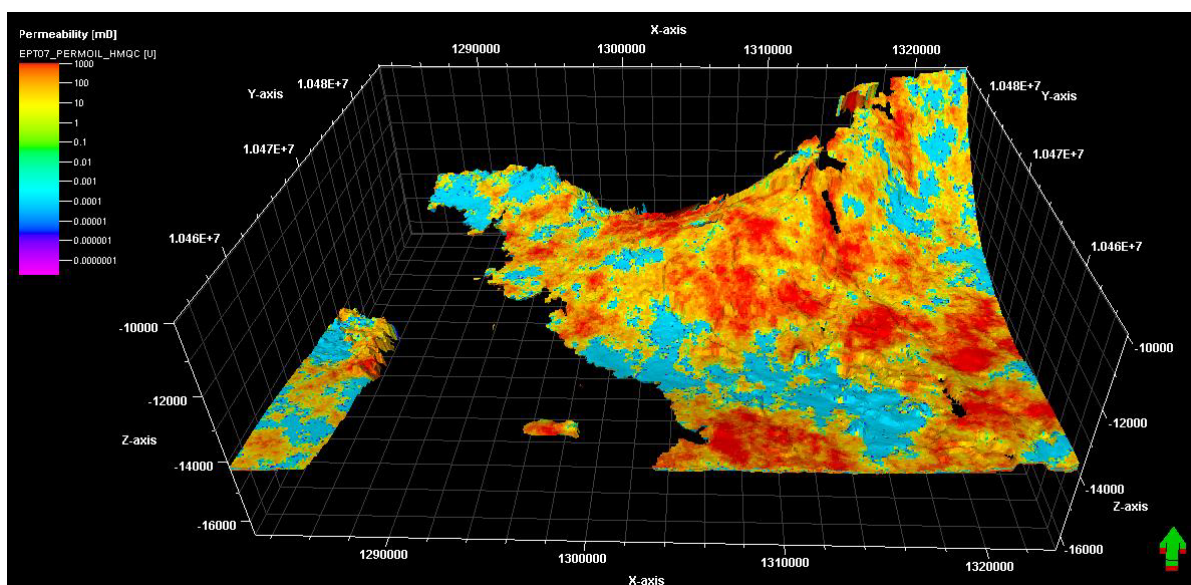 Permeability [mD]
EPT07_PERMOIL_HMQC [U]
1000
100
10
1
0.1
0.01
0.001
0.0001
0.00001
0.000001
0.0000001
X-axis
1290000
1300000
1310000
1320000
Y-axis
1.048E+7
1.047E+7
1.046E+7
1.048E+7
Y-axis
1.047E+7
1.046E+7
-10000
-12000
Z-axis
-14000
-16000
-10000
-12000
-14000
Z-axis
-16000
1290000
1300000
1310000
1320000
X-axis